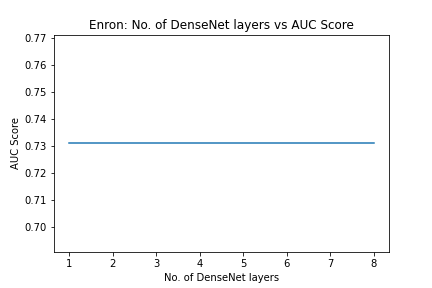 Enron: No. of DenseNet layers vs AUC Score
0.77
0.76
0.75
0.74
0.73
0.72
0.71
0.70
AUC Score
1 2 3 4 5 6 7 8
No. of DenseNet layers